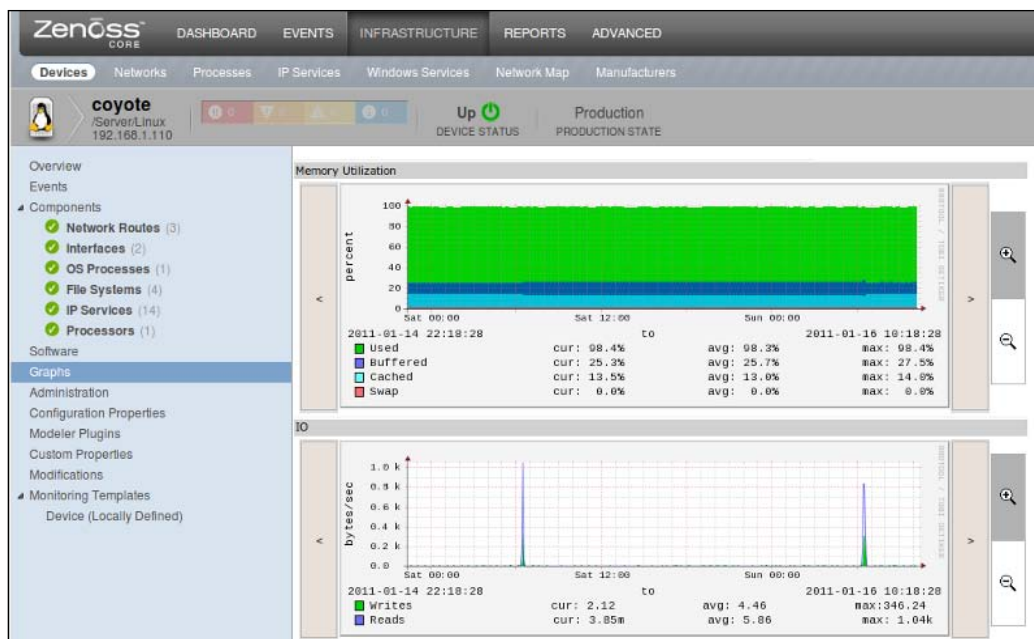 Zenoss™
CORE
DASHBOARD EVENTS INFRASTRUCTURE REPORTS ADVANCED
Devices Networks Processes IP Services Windows Services Network Map Manufacturers
coyote
/Server/Linux
192.168.1.110
0
0
Up
DEVICE STATUS
Production
PRODUCTION STATE
Overview
Events
Components
Network Routes (3)
Interfaces (2)
OS Processes (1)
File Systems (4)
IP Services (14)
Processors (1)
Software
Graphs
Administration
Configuration Properties
Modeler Plugins
Custom Properties
Modifications
Monitoring Templates
Device (Locally Defined)
Memory Utilization
<
percent
100
80
60
40
20
0
Sat 00:00 Sat 12:00 Sun 00:00
2011-01-14 22:18:28 to 2011-01-16 10:18:28
Used cur: 98.4% avg: 98.3% max: 98.4%
Buffered cur: 25.3% avg: 25.7% max: 27.5%
Cached cur: 13.5% avg: 13.0% max: 14.0%
Swap cur: 0.0% avg: 0.0% max: 0.0%
RRDTOOL / TOBI OETIKER
>
IO
<
bytes/sec
1.0 k
0.8 k
0.6 k
0.4 k
0.2 k
0.0
Sat 00:00 Sat 12:00 Sun 00:00
2011-01-14 22:18:28 to 2011-01-16 10:18:28
Writes cur: 2.12 avg: 4.46 max:346.24
Reads cur: 3.85m avg: 5.86 max: 1.04k
RRDTOOL / TOBI OETIKER
>